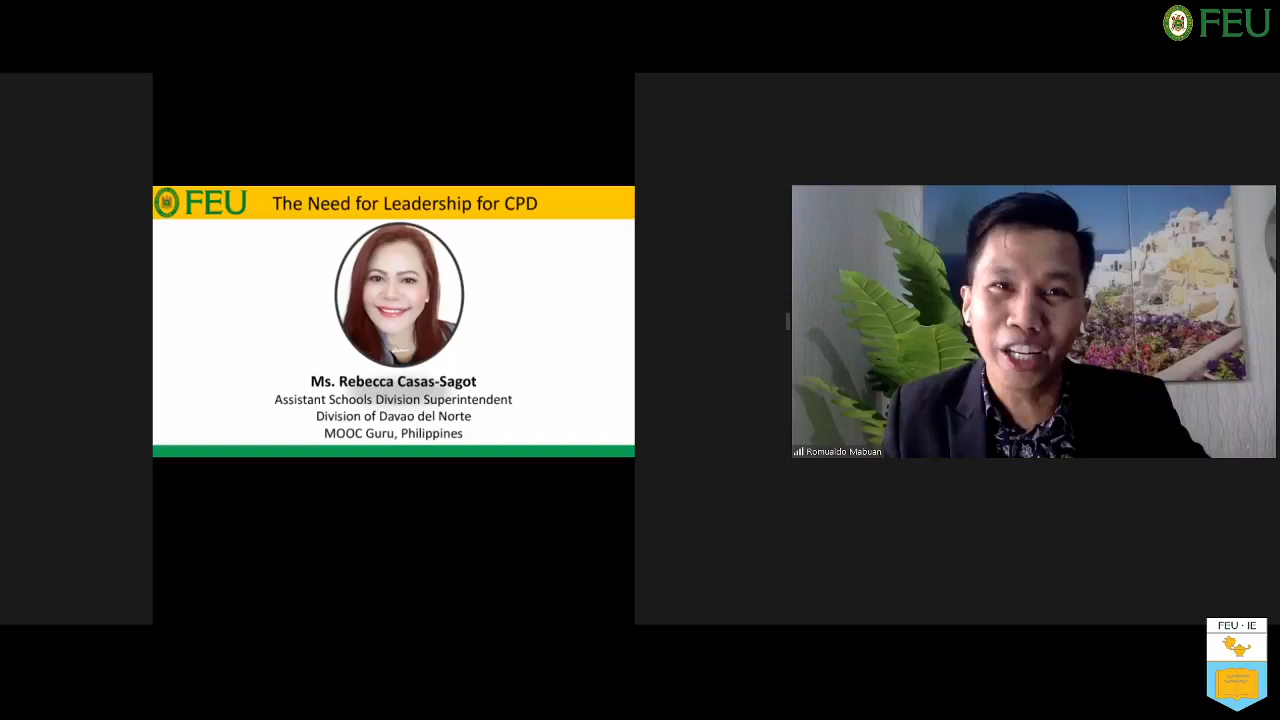 FEU
FEU The Need for Leadership for CPD
Ms. Rebecca Casas-Sagot
Assistant Schools Division Superintendent
Division of Davao del Norte
MOOC Guru, Philippines
Romualdo Mabuan
FEU · IE